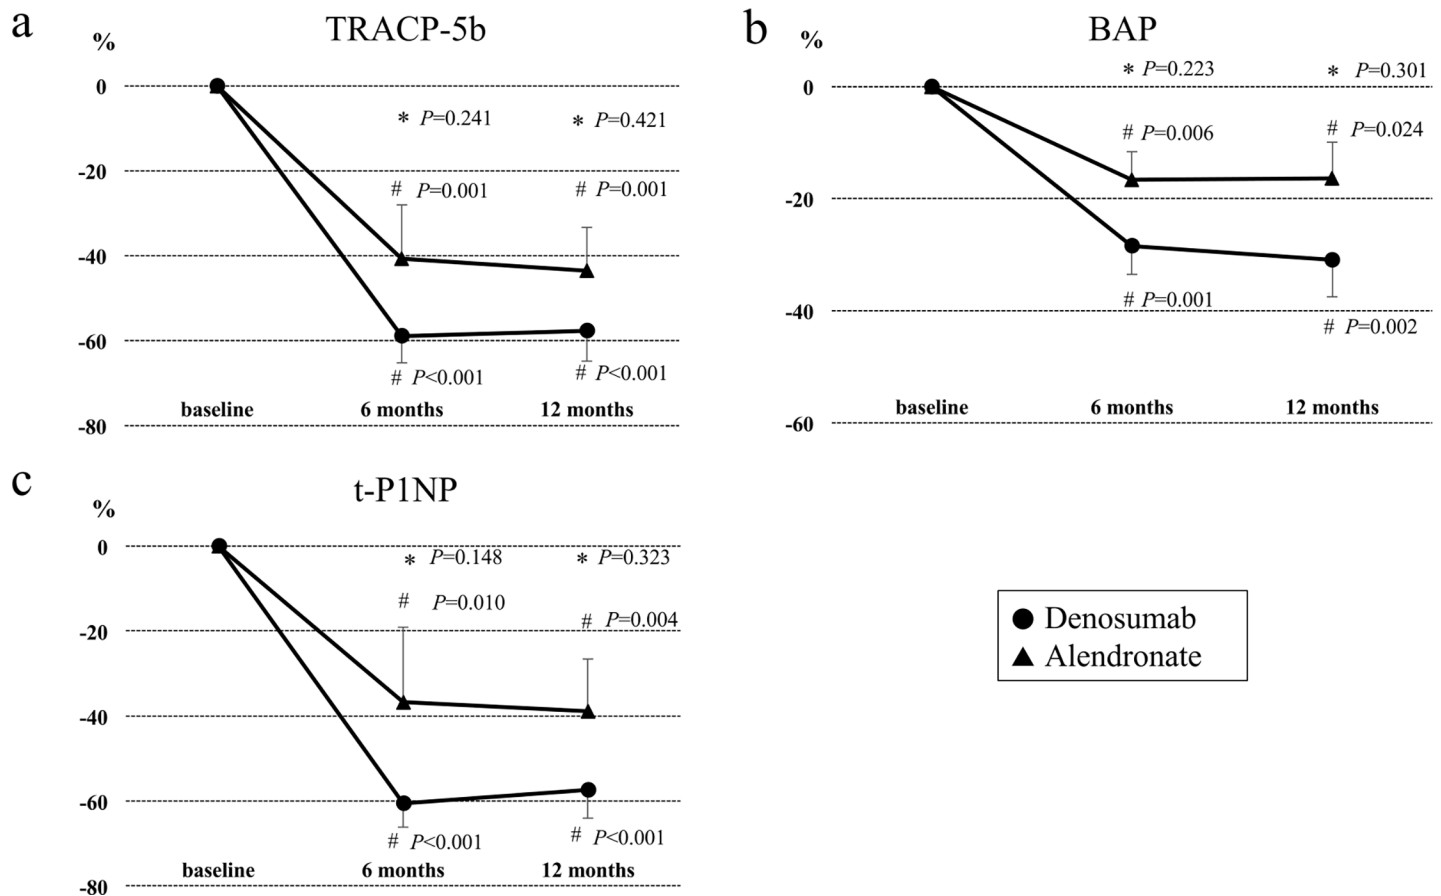 a
TRACP-5b
%
0
* P=0.241
* P=0.421
-20
# P=0.001
# P=0.001
-40
-60
# P<0.001
# P<0.001
baseline
6 months
12 months
-80
b
BAP
%
* P=0.223
* P=0.301
0
# P=0.006
# P=0.024
-20
# P=0.001
-40
# P=0.002
baseline
6 months
12 months
-60
c
t-P1NP
%
0
* P=0.148
* P=0.323
# P=0.010
# P=0.004
-20
-40
-60
# P<0.001
# P<0.001
baseline
6 months
12 months
-80
Denosumab
Alendronate